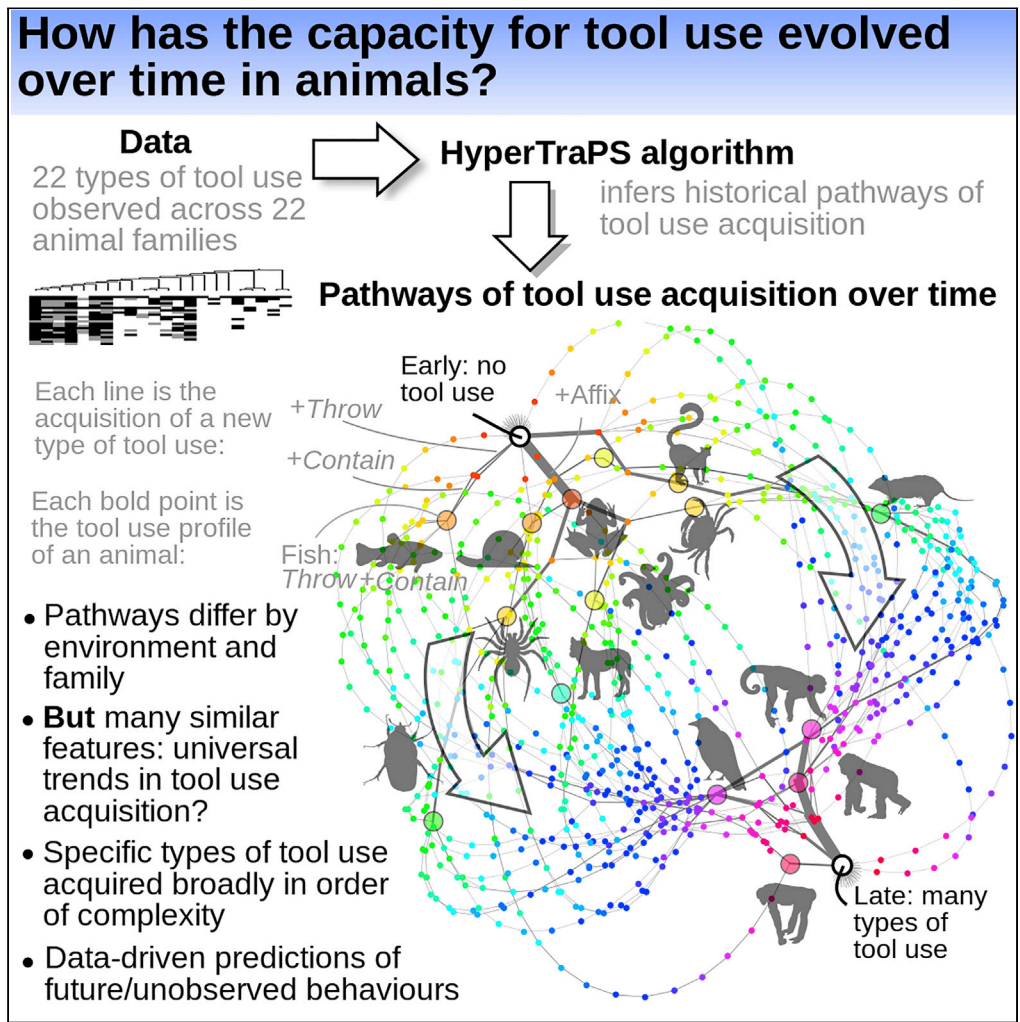 How has the capacity for tool use evolved
over time in animals?
Data
22 types of tool use
observed across 22
animal families
HyperTraPS algorithm
infers historical pathways of
tool use acquisition
Pathways of tool use acquisition over time
Each line is the
acquisition of a new
type of tool use:
+Throw
+Contain
Early: no
tool use
+Affix
Each bold point is
the tool use profile
of an animal:
Fish:
Throw+Contain
• Pathways differ by
environment and
family
• But many similar
features: universal
trends in tool use
acquisition?
• Specific types of tool use
acquired broadly in order
of complexity
• Data-driven predictions of
future/unobserved behaviours
Late: many
types of
tool use